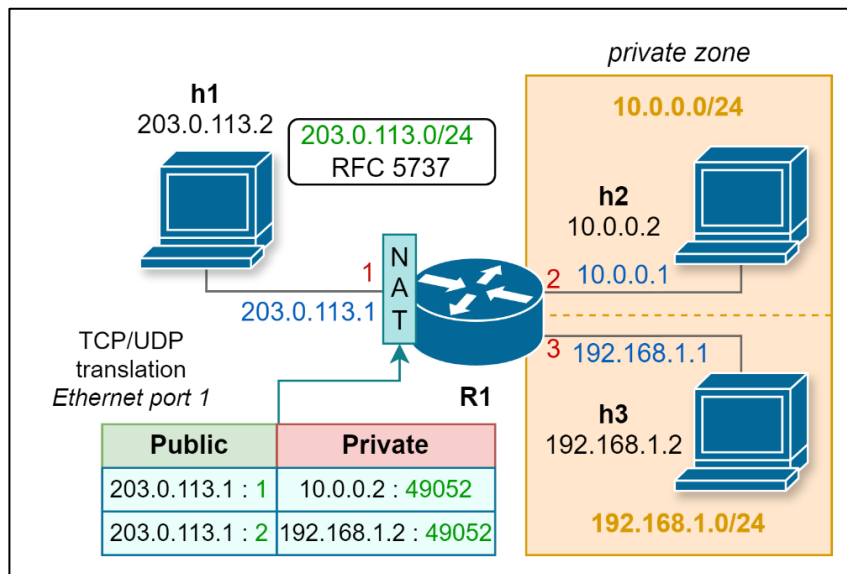 private zone
h1
203.0.113.2
203.0.113.0/24
RFC 5737
10.0.0.0/24
h2
10.0.0.2
N
A
T
1
203.0.113.1
2
10.0.0.1
3
192.168.1.1
TCP/UDP
translation
Ethernet port 1
R1
h3
192.168.1.2
Public Private
203.0.113.1 : 1 10.0.0.2 : 49052
203.0.113.1 : 2 192.168.1.2 : 49052
192.168.1.0/24